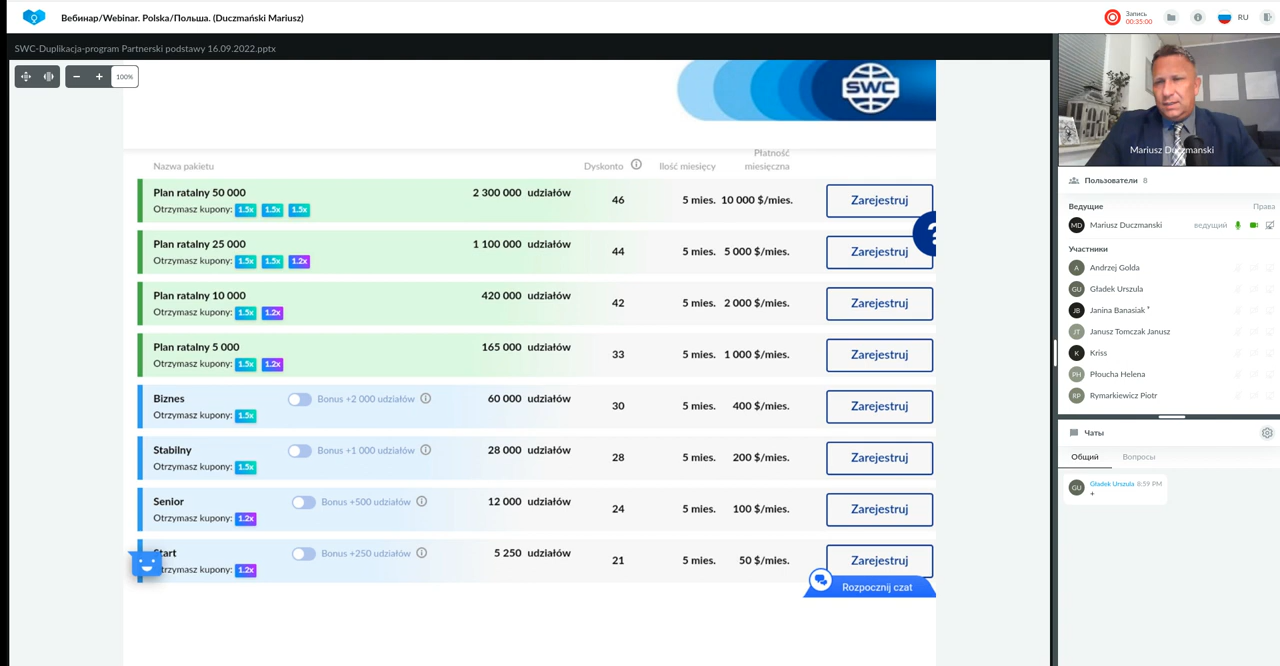 Вебинар/Webinar. Polska/Польша. (Duczmański Mariusz)
Запись
00:35:00
RU
SWC-Duplikacja-program Partnerski podstawy 16.09.2022.pptx
100%
SWC
Nazwa pakietu
Dyskonto
Ilość miesięcy
Płatność
miesięczna
Plan ratalny 50 000
2 300 000 udziałów
46
5 mies.
10 000 $/mies.
Zarejestruj
Otrzymasz kupony: 1.5x 1.5x 1.5x
?
Plan ratalny 25 000
1 100 000 udziałów
44
5 mies.
5 000 $/mies.
Zarejestruj
Otrzymasz kupony: 1.5x 1.5x 1.2x
Plan ratalny 10 000
420 000 udziałów
42
5 mies.
2 000 $/mies.
Zarejestruj
Otrzymasz kupony: 1.5x 1.2x
Plan ratalny 5 000
165 000 udziałów
33
5 mies.
1 000 $/mies.
Zarejestruj
Otrzymasz kupony: 1.5x 1.2x
Biznes
Bonus +2 000 udziałów
60 000 udziałów
30
5 mies.
400 $/mies.
Zarejestruj
Otrzymasz kupony: 1.5x
Stabilny
Bonus +1 000 udziałów
28 000 udziałów
28
5 mies.
200 $/mies.
Zarejestruj
Otrzymasz kupony: 1.5x
Senior
Bonus +500 udziałów
12 000 udziałów
24
5 mies.
100 $/mies.
Zarejestruj
Otrzymasz kupony: 1.2x
Start
Bonus +250 udziałów
5 250 udziałów
21
5 mies.
50 $/mies.
Zarejestruj
trzymasz kupony: 1.2x
Rozpocznij czat
Mariusz Duczmanski
Пользователи 8
Ведущие
Права
MD Mariusz Duczmanski ведущий
Участники
A Andrzej Golda
GU Gładek Urszula
JB Janina Banasiak *
JT Janusz Tomczak Janusz
K Kriss
PH Płoucha Helena
RP Rymarkiewicz Piotr
Чаты
Общий
Вопросы
GU Gładek Urszula 8:59 PM
+